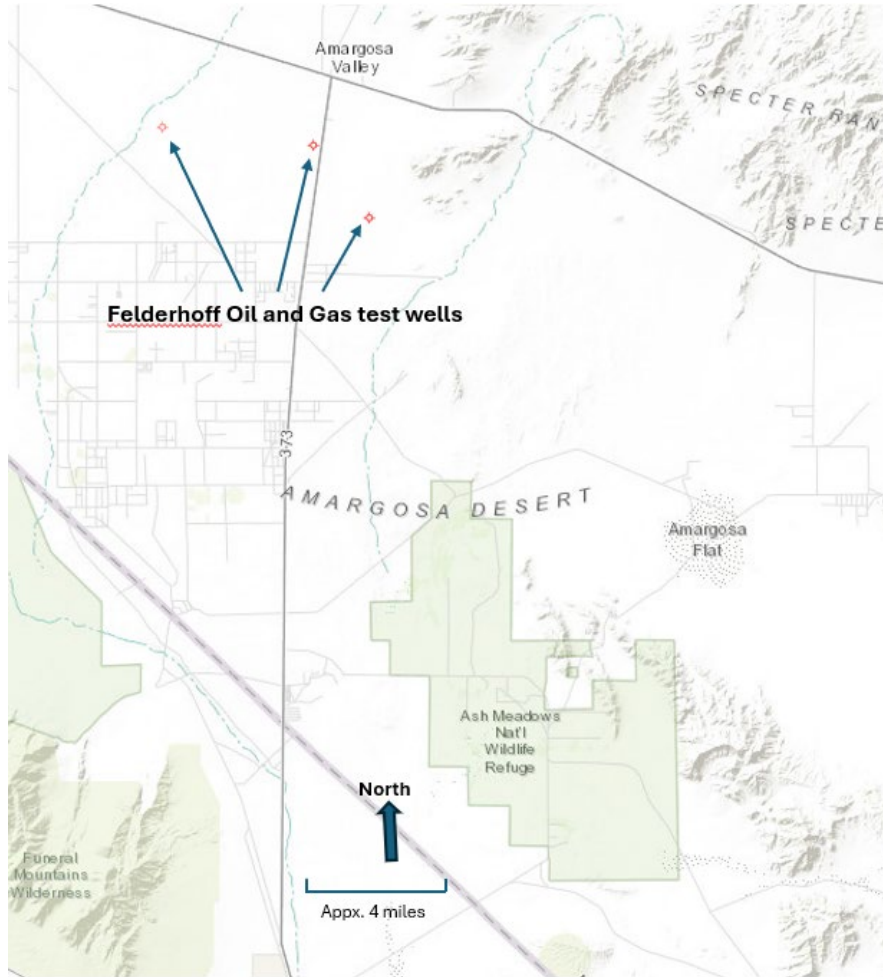 Amargosa
Valley
SPECTER RAN
SPECTE
Felderhoff Oil and Gas test wells
373
AMARGOSA DESERT
Amargosa
Flat
Ash Meadows
Nat'l
Wildlife
Refuge
North
Funeral
Mountains
Wilderness
Appx. 4 miles